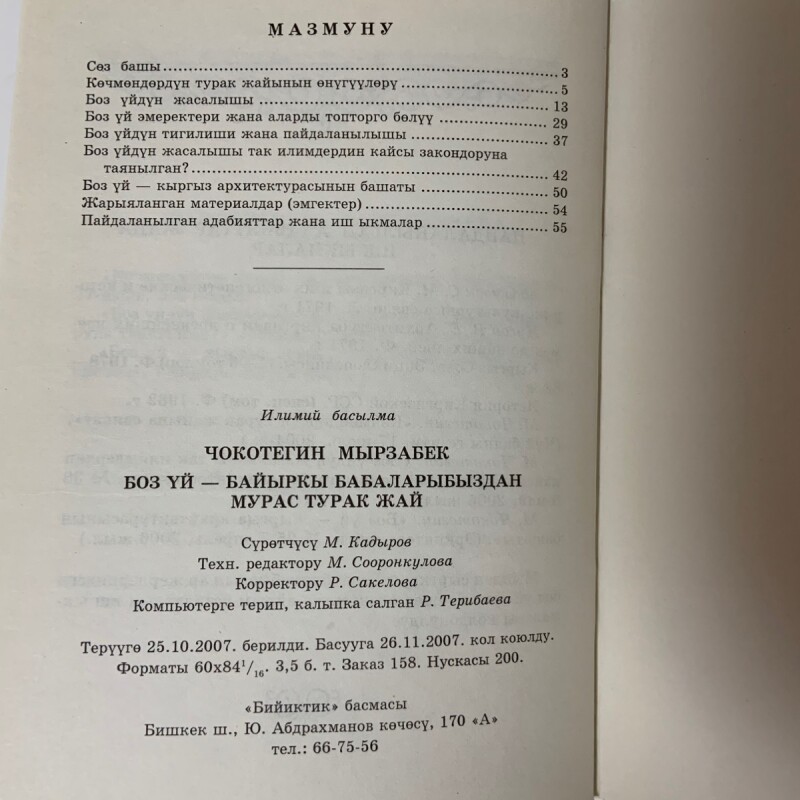 МАЗМУНУ
Сөз башы ... 3
Көчмөндөрдүн турак жайынын өнүгүүлөрү ... 5
Боз үйдүн жасалышы ... 13
Боз үй эмеректери жана аларды топторго бөлүү ... 29
Боз үйдүн тигилиши жана пайдаланылышы ... 37
Боз үйдүн жасалышы так илимдердин кайсы закондоруна
таянылган? ... 42
Боз үй — кыргыз архитектурасынын башаты ... 50
Жарыяланган материалдар (эмгектер) ... 54
Пайдаланылган адабияттар жана иш ыкмалар ... 55
Илимий басылма
ЧОКОТЕГИН МЫРЗАБЕК
БОЗ ҮЙ — БАЙЫРКЫ БАБАЛАРЫБЫЗДАН
МУРАС ТУРАК ЖАЙ
Сүрөтчүсү М. Кадыров
Техн. редактору М. Сооронкулова
Корректору Р. Сакелова
Компьютерге терип, калыпка салган Р. Терибаева
Терүүгө 25.10.2007. берилди. Басууга 26.11.2007. кол коюлду.
Форматы 60х84¹/₁₆. 3,5 б. т. Заказ 158. Нускасы 200.
«Бийиктик» басмасы
Бишкек ш., Ю. Абдрахманов көчөсү, 170 «А»
тел.: 66-75-56